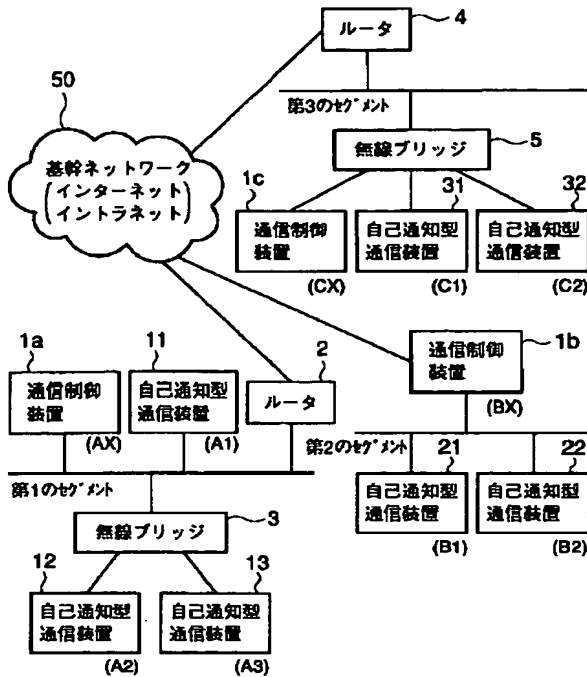 4
ルータ
50
第3のセグメント
基幹ネットワーク
(インターネット
イントラネット)
無線ブリッジ
5
1c
31
32
通信制御
装置
自己通知型
通信装置
自己通知型
通信装置
(CX)
(C1)
(C2)
1a
11
2
1b
通信制御
装置
自己通知型
通信装置
ルータ
通信制御
装置
(AX)
(A1)
(BX)
第1のセグメント
第2のセグメント
21
22
無線ブリッジ
3
自己通知型
通信装置
自己通知型
通信装置
(B1)
(B2)
12
13
自己通知型
通信装置
自己通知型
通信装置
(A2)
(A3)